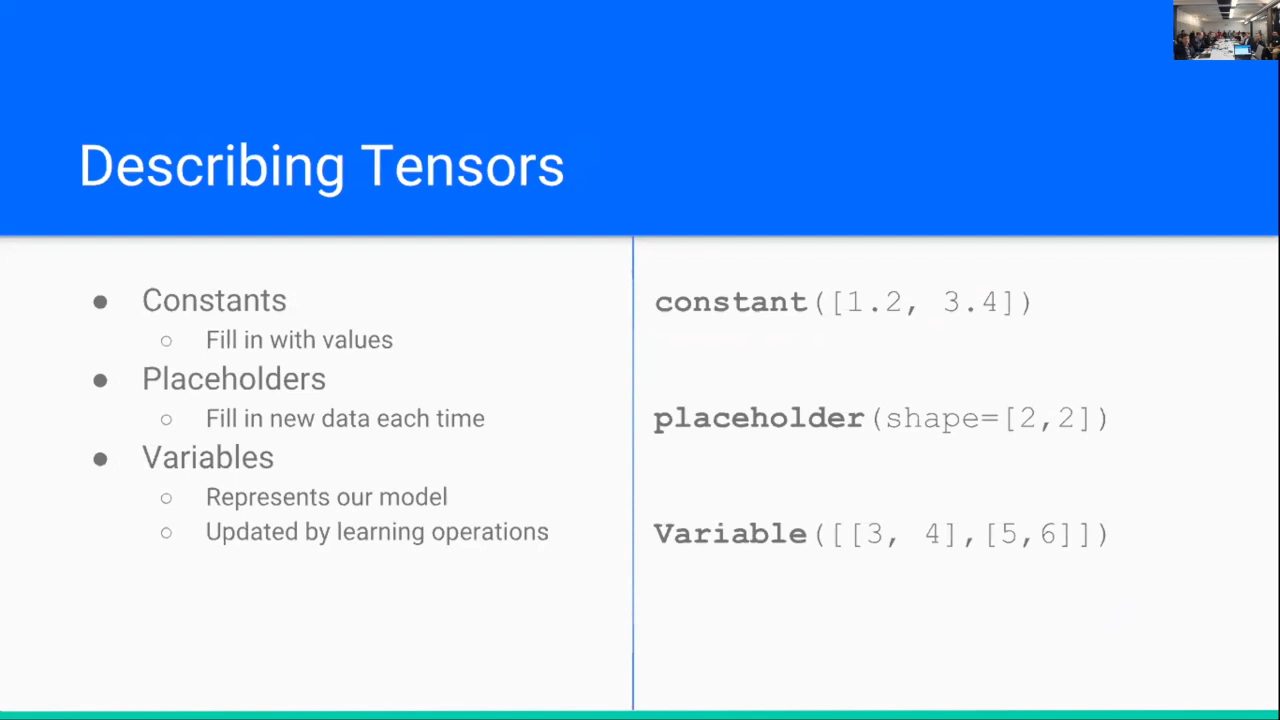 Describing Tensors
● Constants
○ Fill in with values
● Placeholders
○ Fill in new data each time
● Variables
○ Represents our model
○ Updated by learning operations
constant([1.2, 3.4])
placeholder(shape=[2,2])
Variable([[3, 4],[5,6]])